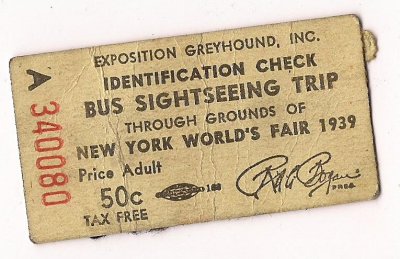 EXPOSITION GREYHOUND, INC.
IDENTIFICATION CHECK
BUS SIGHTSEEING TRIP
THROUGH GROUNDS OF
NEW YORK WORLD'S FAIR 1939
Price Adult
50c
TAX FREE
PRES.
A 340080